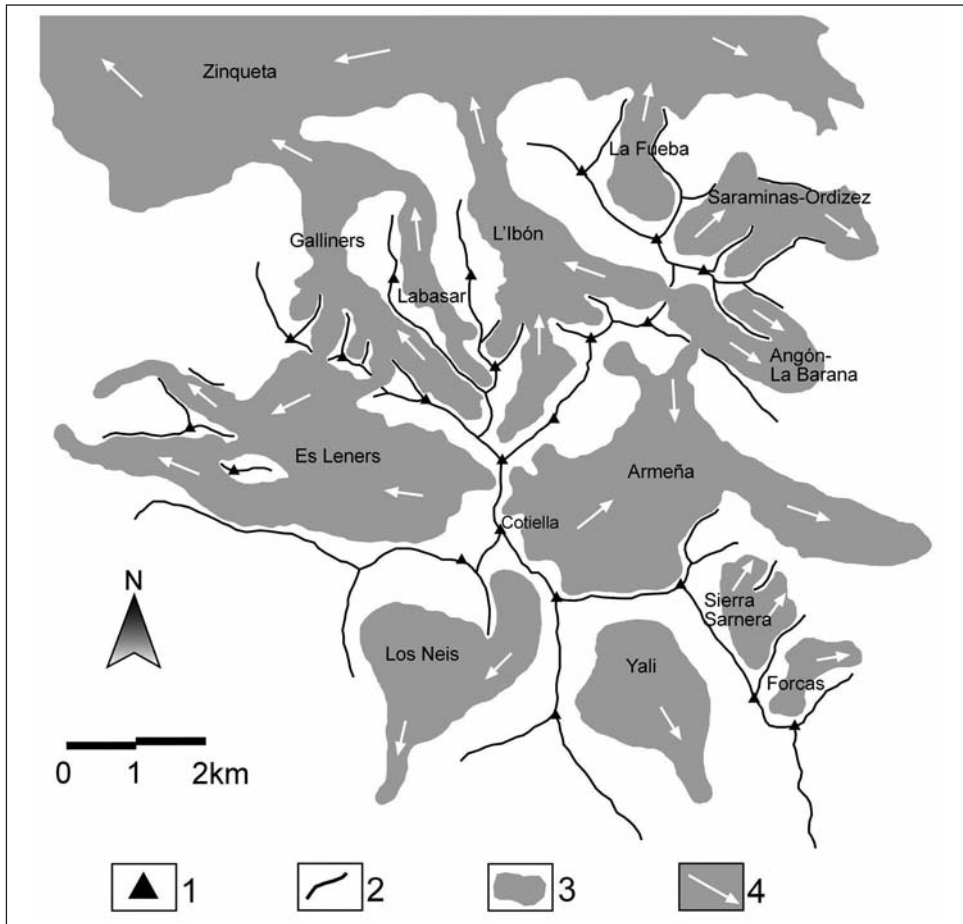 Zinqueta
La Fueba
Saraminas-Ordizez
Galliners
L'Ibón
Labasar
Angón-
La Barana
Es Leners
Armeña
Cotiella
N
Sierra
Sarnera
Los Neis
Yali
Forcas
0 1 2km
1 2 3 4